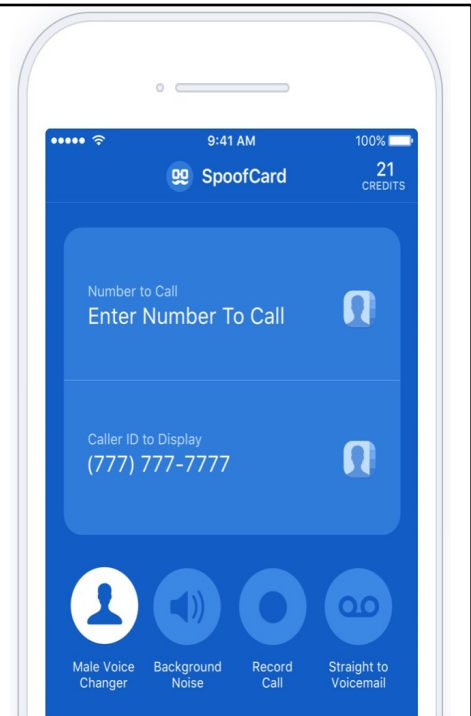 9:41 AM
100%
SpoofCard
21
CREDITS
Number to Call
Enter Number To Call
Caller ID to Display
(777) 777-7777
Male Voice
Changer
Background
Noise
Record
Call
Straight to
Voicemail